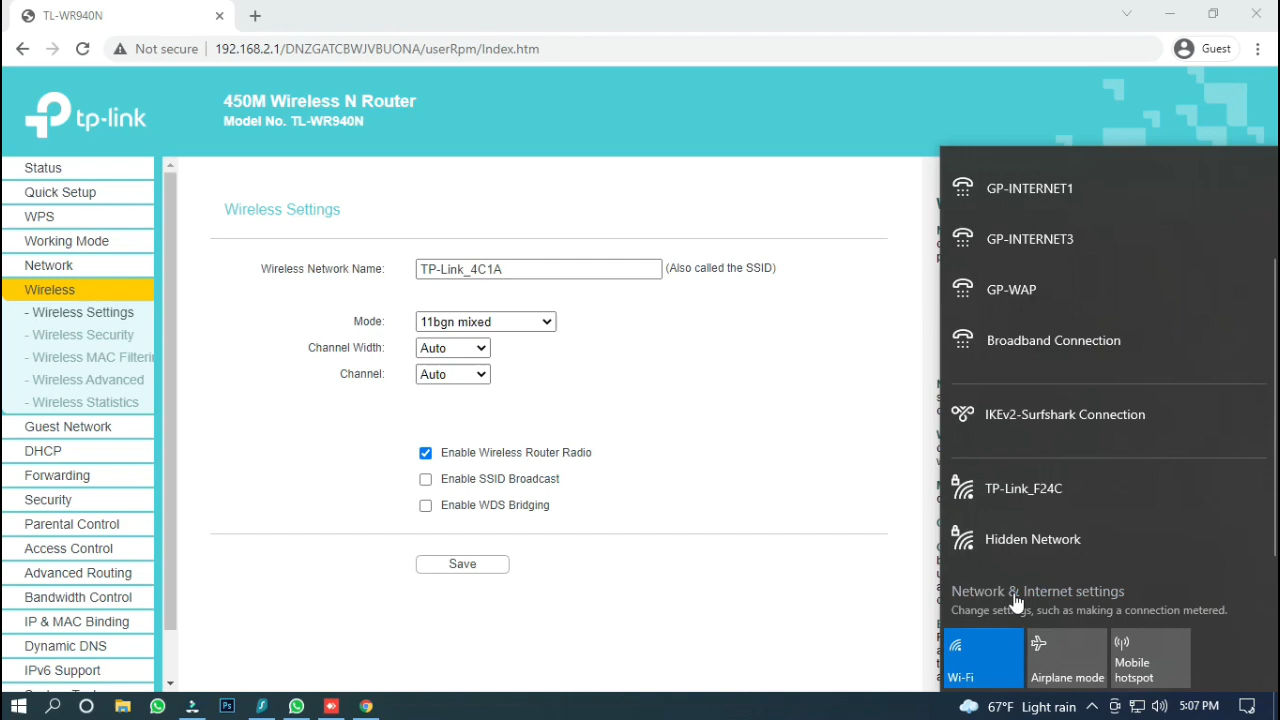 TL-WR940N
Not secure
192.168.2.1/DNZGATCBWJVBUONA/userRpm/Index.htm
Guest
tp-link
450M Wireless N Router
Model No. TL-WR940N
Status
Quick Setup
WPS
Working Mode
Network
Wireless
- Wireless Settings
- Wireless Security
- Wireless MAC Filterin
- Wireless Advanced
- Wireless Statistics
Guest Network
DHCP
Forwarding
Security
Parental Control
Access Control
Advanced Routing
Bandwidth Control
IP & MAC Binding
Dynamic DNS
IPv6 Support
Wireless Settings
Wireless Network Name: TP-Link_4C1A (Also called the SSID)
Mode: 11bgn mixed
Channel Width: Auto
Channel: Auto
Enable Wireless Router Radio
Enable SSID Broadcast
Enable WDS Bridging
Save
GP-INTERNET1
GP-INTERNET3
GP-WAP
Broadband Connection
IKEv2-Surfshark Connection
TP-Link_F24C
Hidden Network
Network & Internet settings
Change settings, such as making a connection metered.
Wi-Fi
Airplane mode
Mobile
hotspot
Ps
67°F Light rain
5:07 PM